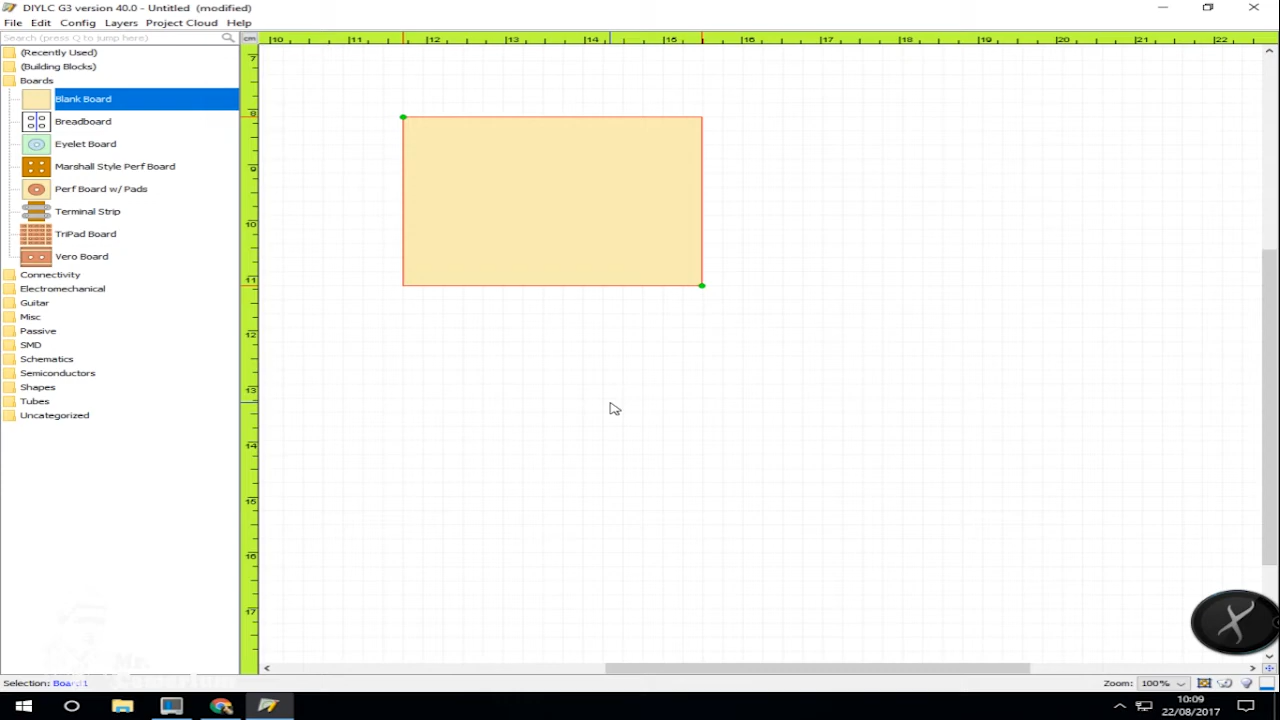 DIYLC G3 version 40.0 - Untitled (modified)
File Edit Config Layers Project Cloud Help
Search (press Q to jump here)
cm
10 11 12 13 14 15 16 17 18 19 20 21 22
(Recently Used)
(Building Blocks)
Boards
Blank Board
Breadboard
Eyelet Board
Marshall Style Perf Board
Perf Board w/ Pads
Terminal Strip
TriPad Board
Vero Board
Connectivity
Electromechanical
Guitar
Misc
Passive
SMD
Schematics
Semiconductors
Shapes
Tubes
Uncategorized
7
8
9
10
11
12
13
14
15
16
17
Mr.
Selection: Board1
Zoom: 100%
10:09
22/08/2017